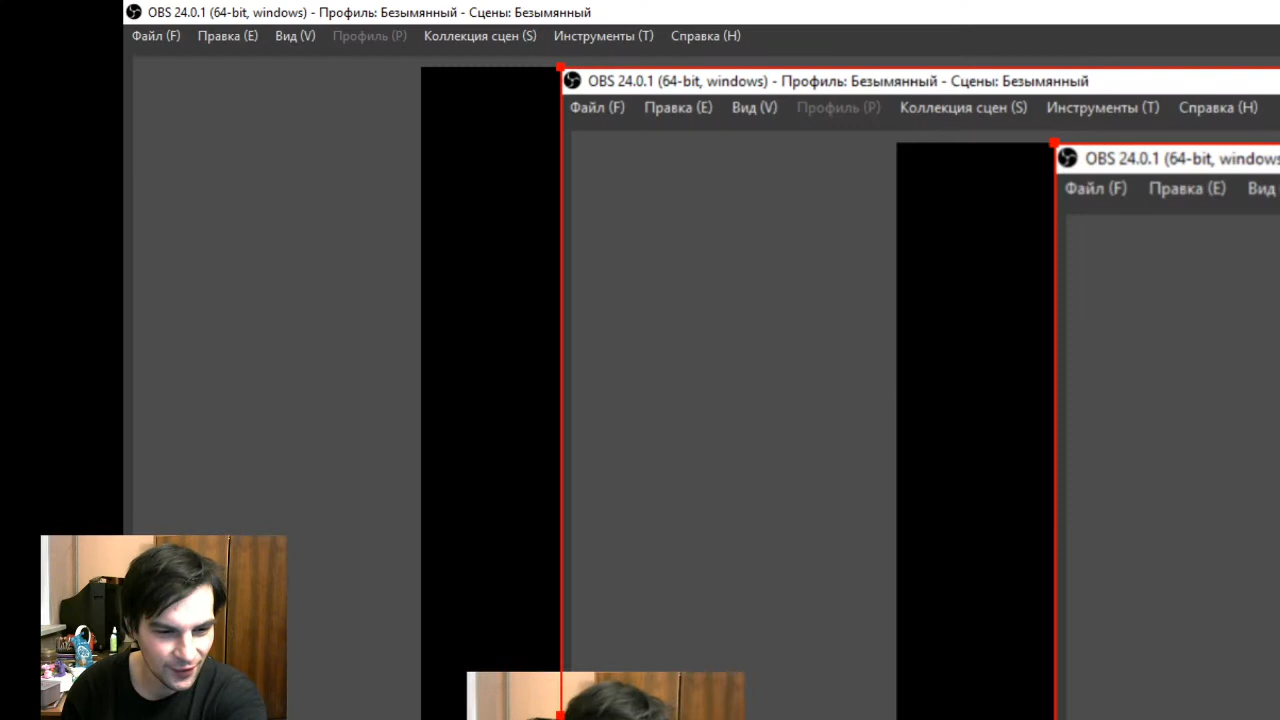 OBS 24.0.1 (64-bit, windows) - Профиль: Безымянный - Сцены: Безымянный
Файл (F) Правка (E) Вид (V) Профиль (P) Коллекция сцен (S) Инструменты (T) Справка (H)
OBS 24.0.1 (64-bit, windows) - Профиль: Безымянный - Сцены: Безымянный
Файл (F) Правка (E) Вид (V) Профиль (P) Коллекция сцен (S) Инструменты (T) Справка (H)
OBS 24.0.1 (64-bit, windows
Файл (F) Правка (E) Вид